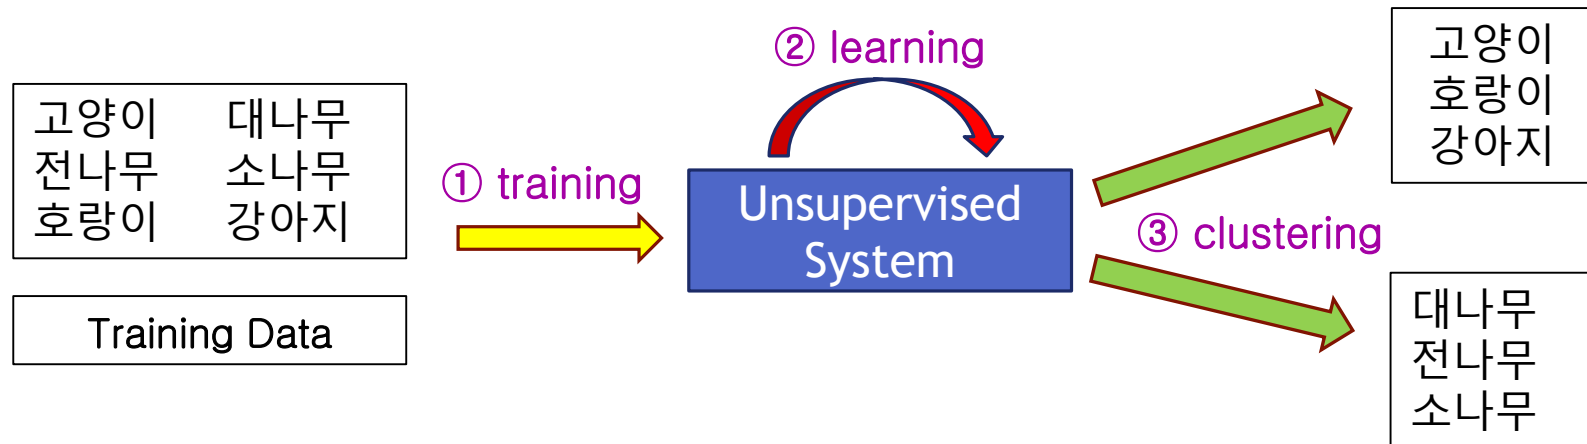 고양이 대나무
전나무 소나무
호랑이 강아지
Training Data
① training
② learning
Unsupervised
System
③ clustering
고양이
호랑이
강아지
대나무
전나무
소나무